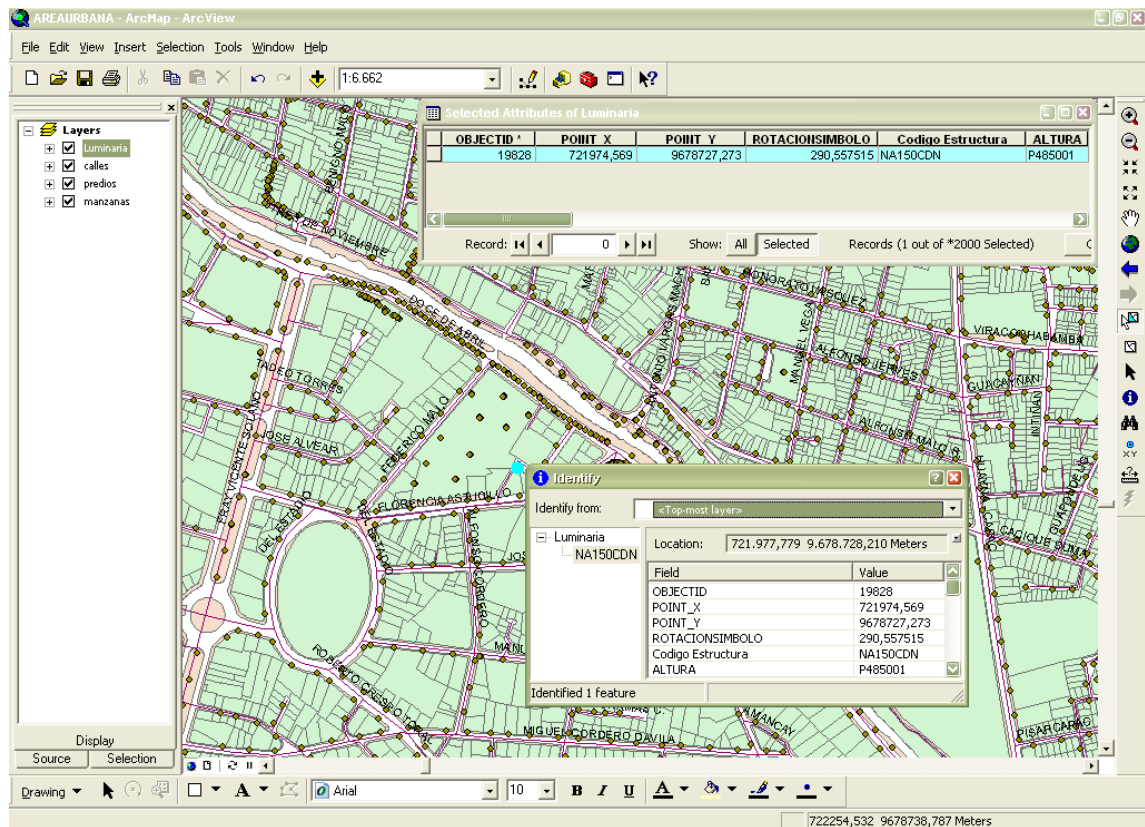 AREAURBANA - ArcMap - ArcView
File Edit View Insert Selection Tools Window Help
1:6.662
Layers
Luminaria
calles
predios
manzanas
Display
Source Selection
Selected Attributes of Luminaria
OBJECTID * POINT_X POINT_Y ROTACIONSIMBOLO Codigo Estructura ALTURA
19828 721974,569 9678727,273 290,557515 NA150CDN P485001
Record: 0 Show: All Selected Records (1 out of *2000 Selected)
DE NOVIEMBRE
DOCE DE ABRIL
HONORATO VASQUEZ
VIRACOCHABAMBA
MANUEL VEGA
ALFONSO JERVES
GUACAYÑAN
INTIÑAN
TADEO TORRES
JOSE ALVEAR
FEDERICO MALO
ALFONSO MALO
FRAY VICENTE SOLANO
DEL ESTADO
FLORENCIA ASTUDILLO
ALFONSO CORDERO
CACIQUE DUMA
ROBERTO CRESPO TORAL
MIGUEL CORDERO DAVILA
PISARCAPAC
Identify
Identify from: <Top-most layer>
Luminaria
NA150CDN
Location: 721.977,779 9.678.728,210 Meters
Field Value
OBJECTID 19828
POINT_X 721974,569
POINT_Y 9678727,273
ROTACIONSIMBOLO 290,557515
Codigo Estructura NA150CDN
ALTURA P485001
Identified 1 feature
Drawing A Arial 10 B I U A
722254,532 9678738,787 Meters